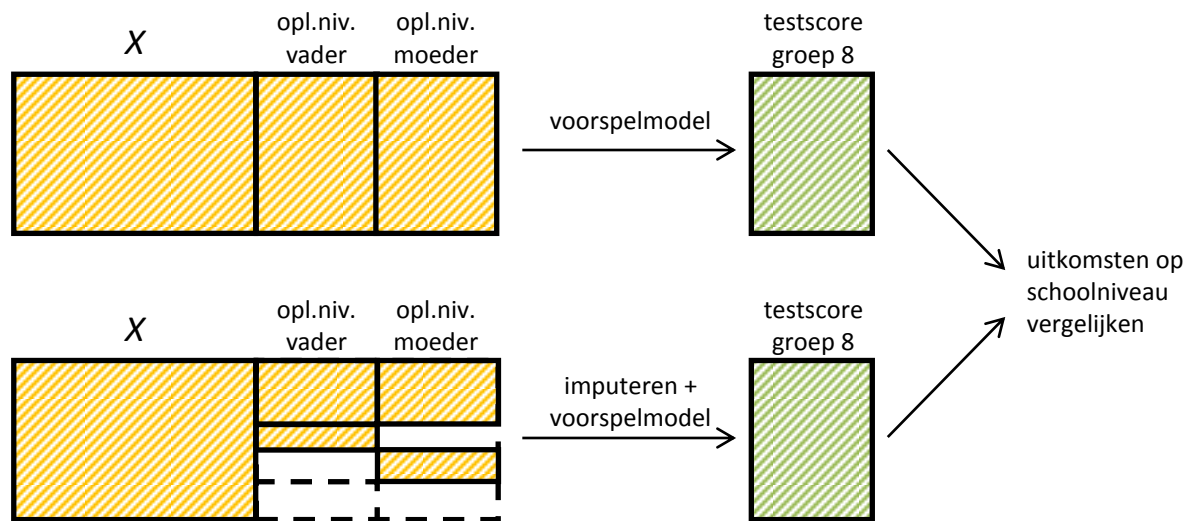 X
opl.niv.
vader
opl.niv.
moeder
voorspelmodel
testscore
groep 8
uitkomsten op
schoolniveau
vergelijken
X
opl.niv.
vader
opl.niv.
moeder
imputeren +
voorspelmodel
testscore
groep 8